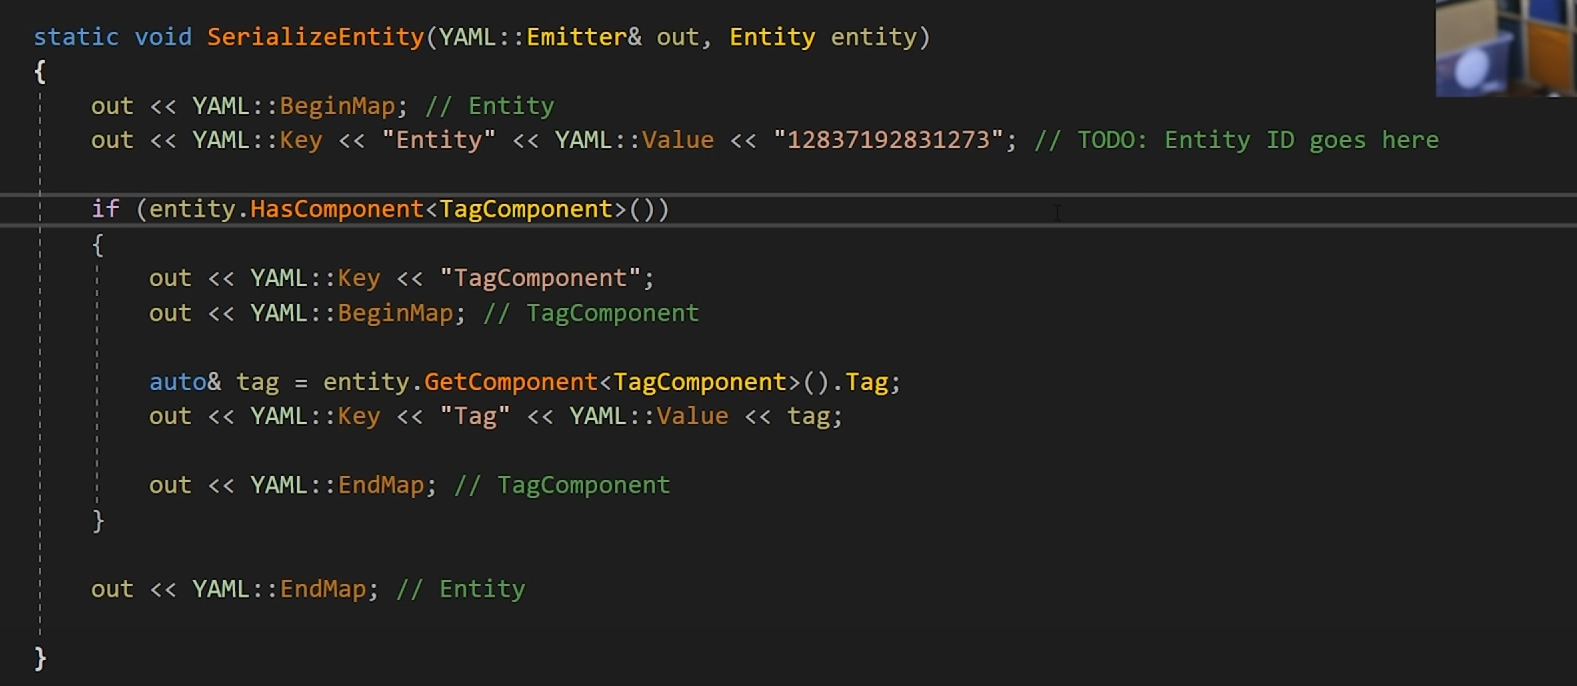 static void SerializeEntity(YAML::Emitter& out, Entity entity)
{
out << YAML::BeginMap; // Entity
out << YAML::Key << "Entity" << YAML::Value << "12837192831273"; // TODO: Entity ID goes here
if (entity.HasComponent<TagComponent>())
{
out << YAML::Key << "TagComponent";
out << YAML::BeginMap; // TagComponent
auto& tag = entity.GetComponent<TagComponent>().Tag;
out << YAML::Key << "Tag" << YAML::Value << tag;
out << YAML::EndMap; // TagComponent
}
out << YAML::EndMap; // Entity
}